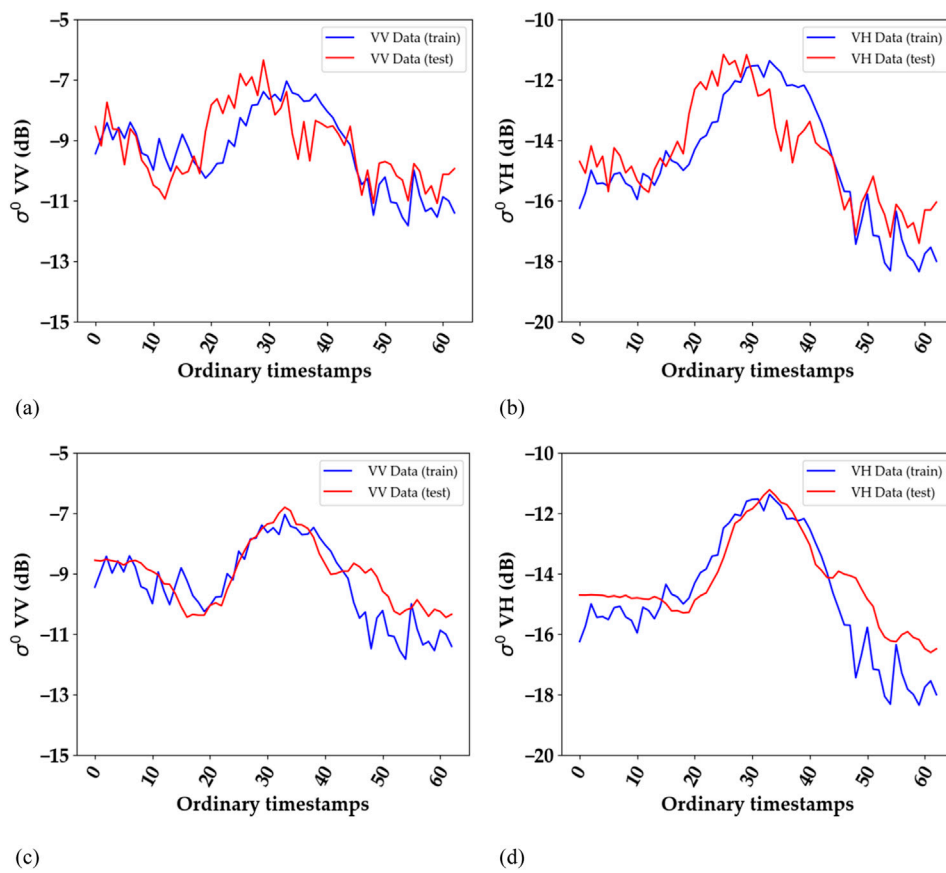 −5
−7
−9
−11
−13
−15
σ⁰ VV (dB)
VV Data (train)
VV Data (test)
0
10
20
30
40
50
60
Ordinary timestamps
(a)
−10
−12
−14
−16
−18
−20
σ⁰ VH (dB)
VH Data (train)
VH Data (test)
0
10
20
30
40
50
60
Ordinary timestamps
(b)
−5
−7
−9
−11
−13
−15
σ⁰ VV (dB)
VV Data (train)
VV Data (test)
0
10
20
30
40
50
60
Ordinary timestamps
(c)
−10
−12
−14
−16
−18
−20
σ⁰ VH (dB)
VH Data (train)
VH Data (test)
0
10
20
30
40
50
60
Ordinary timestamps
(d)